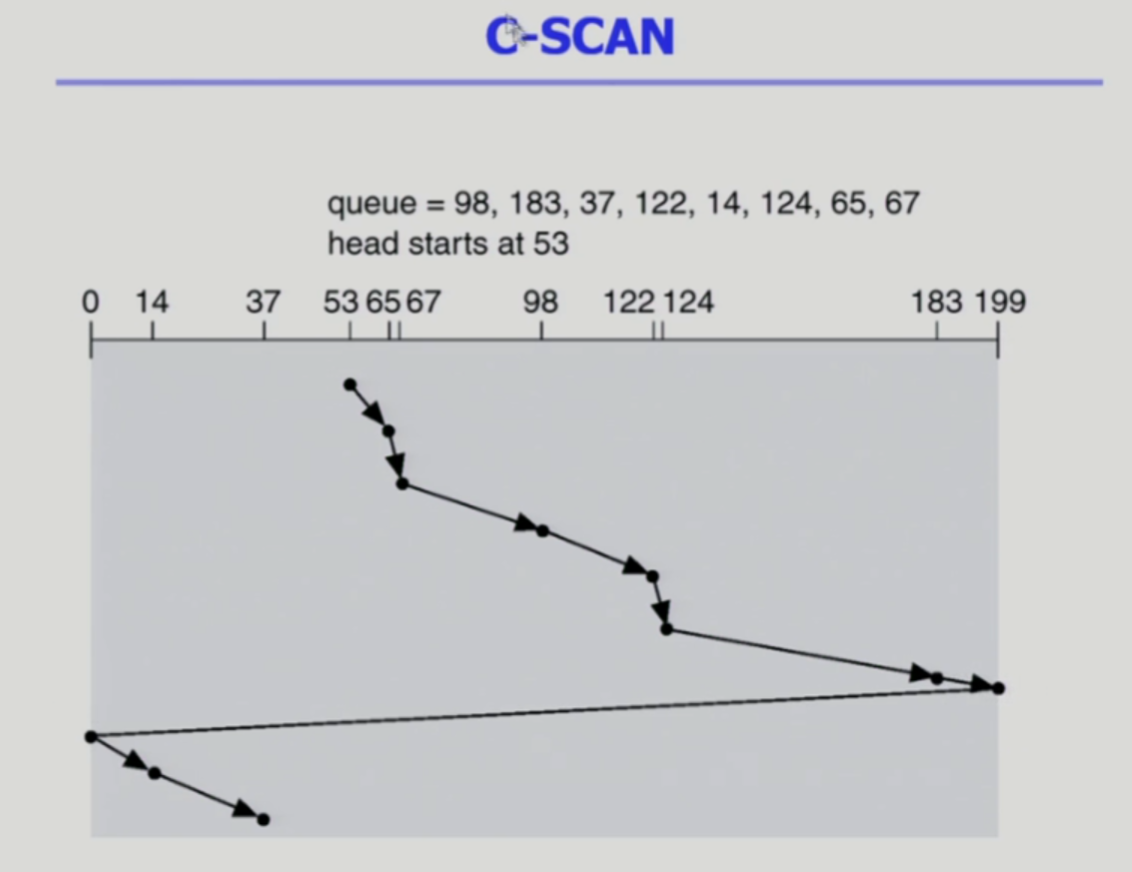 C-SCAN
queue = 98, 183, 37, 122, 14, 124, 65, 67
head starts at 53
0 14 37 53 65 67 98 122 124 183 199